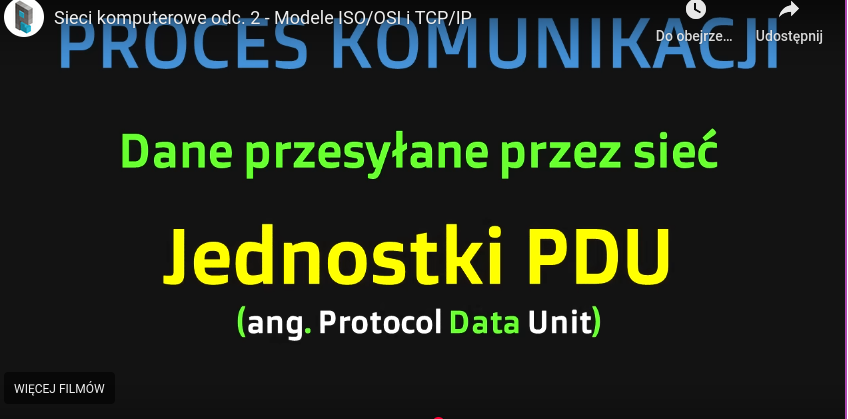 Sieci komputerowe odc. 2 - Modele ISO/OSI i TCP/IP
PROCES KOMUNIKACJI
Do obejrze...
Udostępnij
Dane przesyłane przez sieć
Jednostki PDU
(ang. Protocol Data Unit)
WIĘCEJ FILMÓW